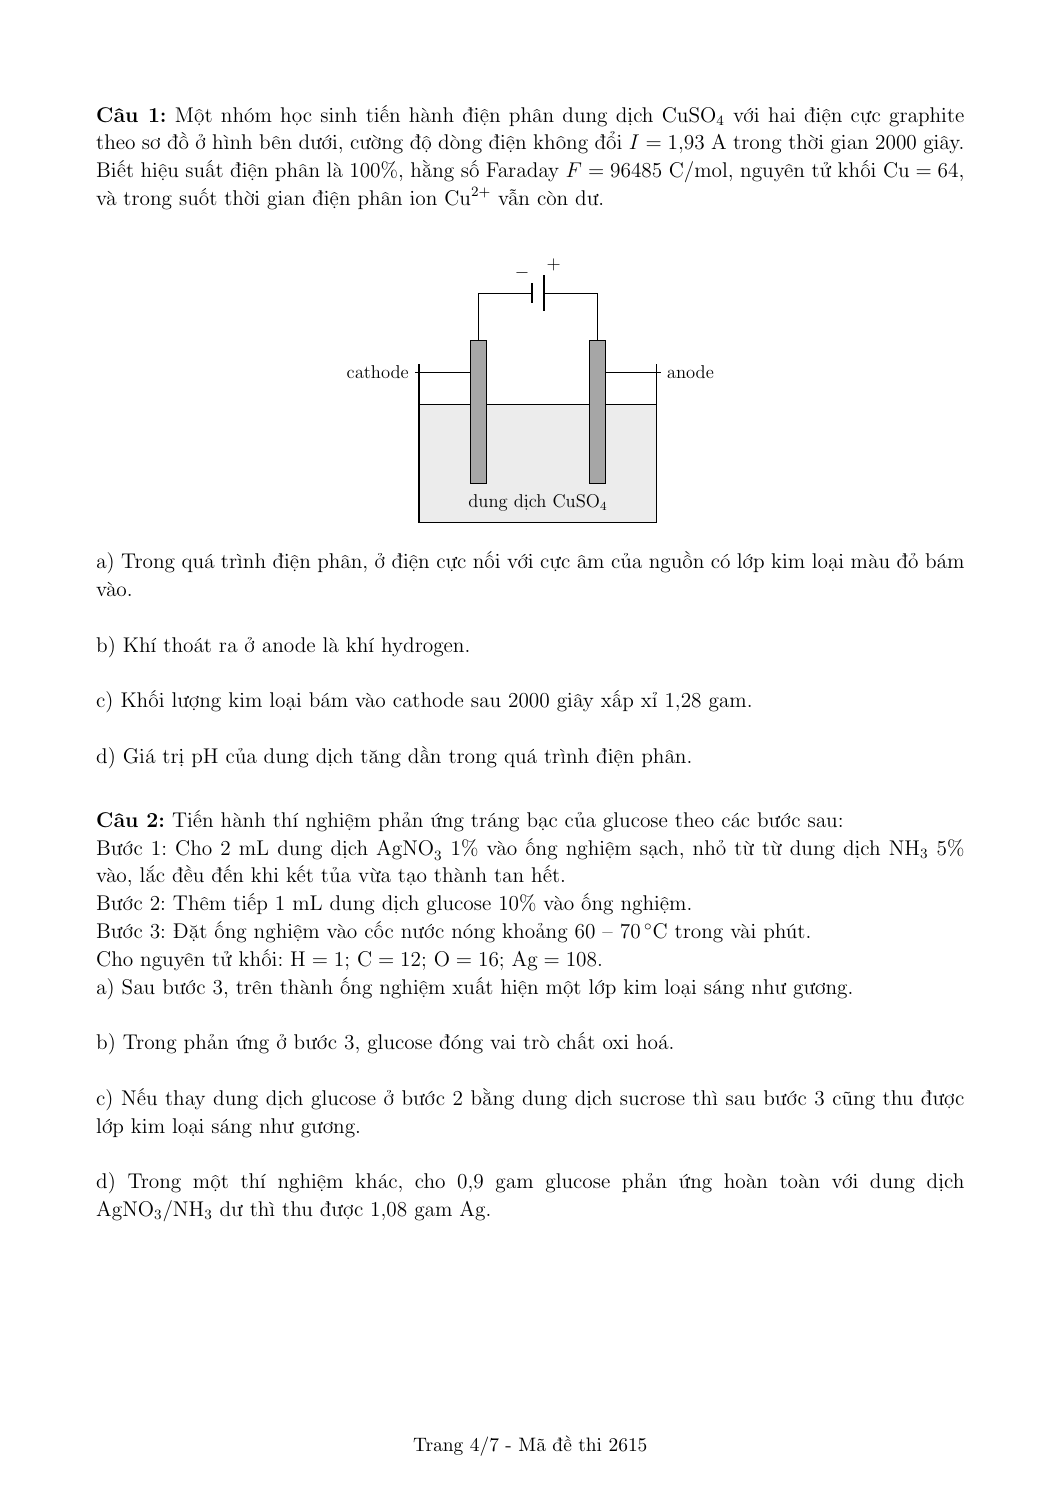 Câu 1: Một nhóm học sinh tiến hành điện phân dung dịch CuSO₄ với hai điện cực graphite
theo sơ đồ ở hình bên dưới, cường độ dòng điện không đổi I = 1,93 A trong thời gian 2000 giây.
Biết hiệu suất điện phân là 100%, hằng số Faraday F = 96485 C/mol, nguyên tử khối Cu = 64,
và trong suốt thời gian điện phân ion Cu²⁺ vẫn còn dư.
− +
cathode
anode
dung dịch CuSO₄
a) Trong quá trình điện phân, ở điện cực nối với cực âm của nguồn có lớp kim loại màu đỏ bám
vào.
b) Khí thoát ra ở anode là khí hydrogen.
c) Khối lượng kim loại bám vào cathode sau 2000 giây xấp xỉ 1,28 gam.
d) Giá trị pH của dung dịch tăng dần trong quá trình điện phân.
Câu 2: Tiến hành thí nghiệm phản ứng tráng bạc của glucose theo các bước sau:
Bước 1: Cho 2 mL dung dịch AgNO₃ 1% vào ống nghiệm sạch, nhỏ từ từ dung dịch NH₃ 5%
vào, lắc đều đến khi kết tủa vừa tạo thành tan hết.
Bước 2: Thêm tiếp 1 mL dung dịch glucose 10% vào ống nghiệm.
Bước 3: Đặt ống nghiệm vào cốc nước nóng khoảng 60 – 70 °C trong vài phút.
Cho nguyên tử khối: H = 1; C = 12; O = 16; Ag = 108.
a) Sau bước 3, trên thành ống nghiệm xuất hiện một lớp kim loại sáng như gương.
b) Trong phản ứng ở bước 3, glucose đóng vai trò chất oxi hoá.
c) Nếu thay dung dịch glucose ở bước 2 bằng dung dịch sucrose thì sau bước 3 cũng thu được
lớp kim loại sáng như gương.
d) Trong một thí nghiệm khác, cho 0,9 gam glucose phản ứng hoàn toàn với dung dịch
AgNO₃/NH₃ dư thì thu được 1,08 gam Ag.
Trang 4/7 - Mã đề thi 2615